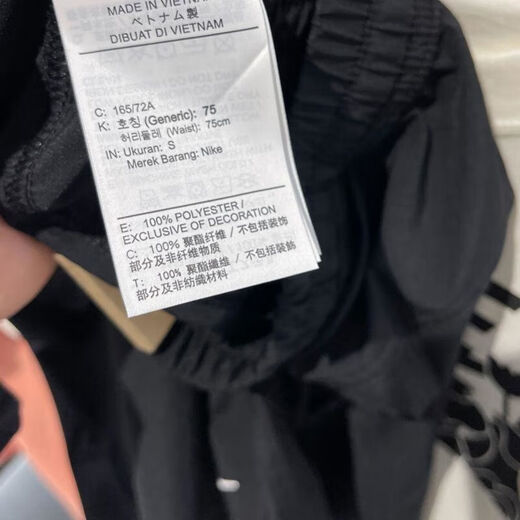 MADE IN VIETNAM
ベトナム製
DIBUAT DI VIETNAM
C: 165/72A
K: 호칭 (Generic): 75
허리둘레 (Waist): 75cm
IN: Ukuran: S
Merek Barang: Nike
E: 100% POLYESTER /
EXCLUSIVE OF DECORATION
C: 100% 聚酯纤维 / 不包括装饰
部分及非纤维物质
T: 100% 聚酯纖維 / 不包括裝飾
部分及非紡織材料